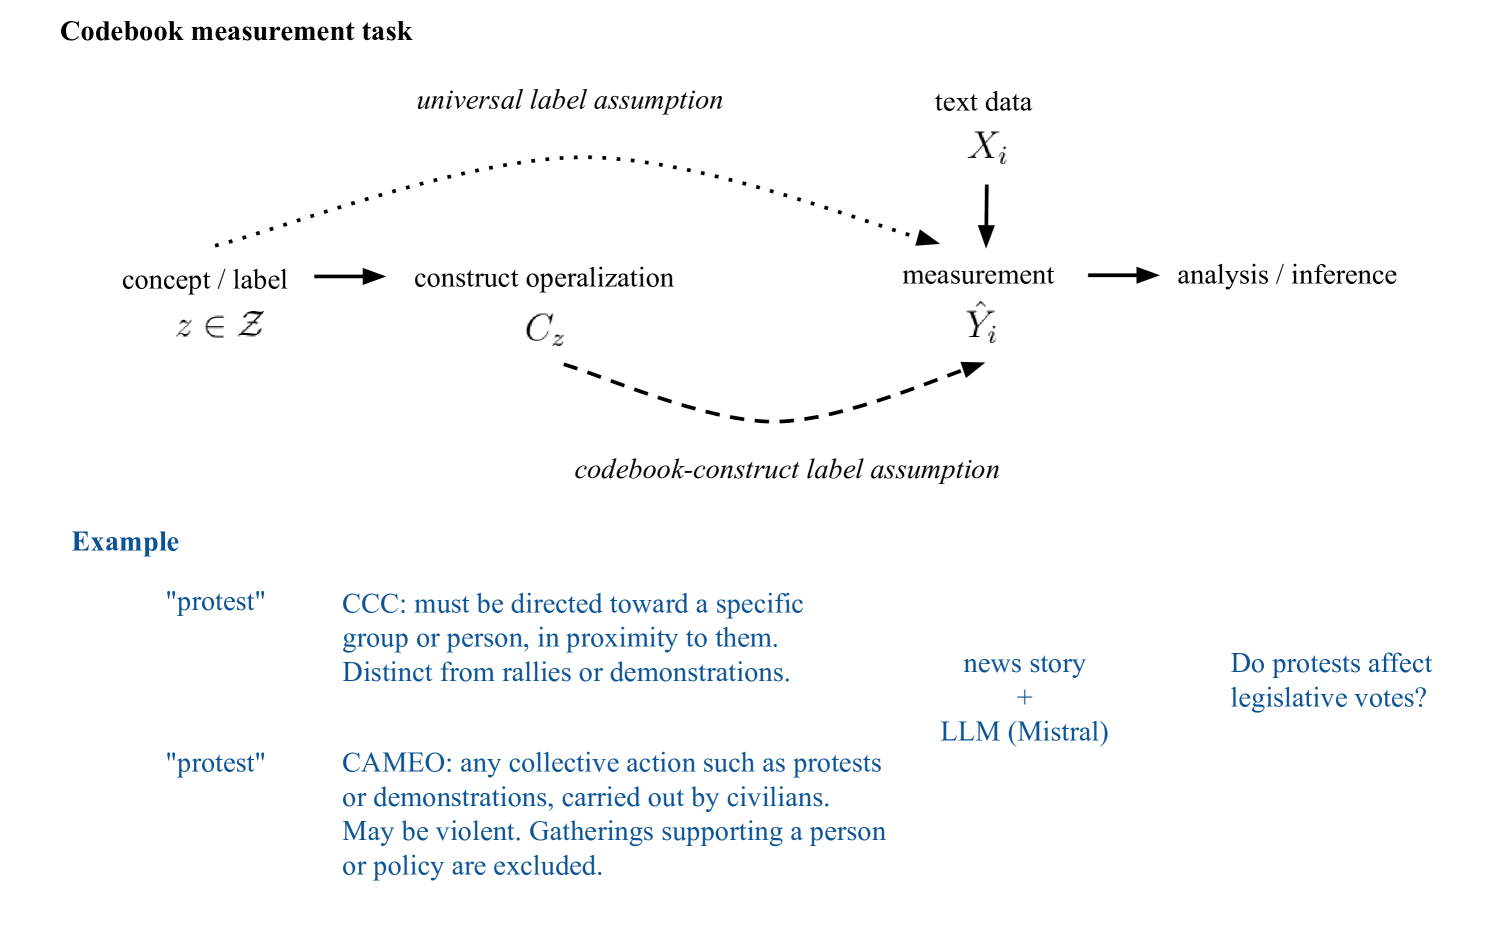 Codebook measurement task
universal label assumption
text data
X_i
concept / label
construct operalization
measurement
analysis / inference
z ∈ 𝒵
C_z
Ŷ_i
codebook-construct label assumption
Example
"protest"
CCC: must be directed toward a specific
group or person, in proximity to them.
Distinct from rallies or demonstrations.
news story
+
LLM (Mistral)
Do protests affect
legislative votes?
"protest"
CAMEO: any collective action such as protests
or demonstrations, carried out by civilians.
May be violent. Gatherings supporting a person
or policy are excluded.